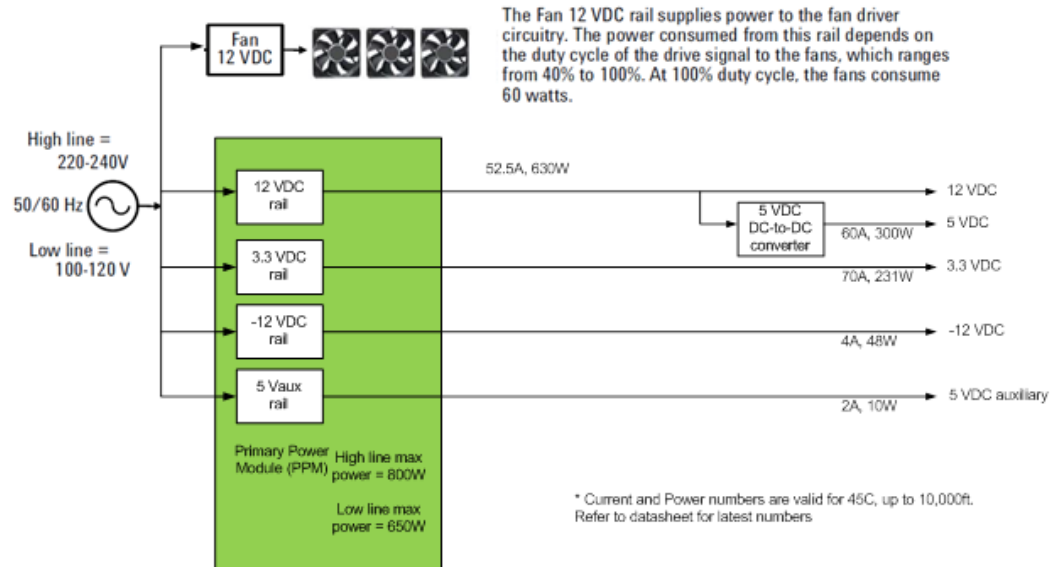 The Fan 12 VDC rail supplies power to the fan driver
circuitry. The power consumed from this rail depends on
the duty cycle of the drive signal to the fans, which ranges
from 40% to 100%. At 100% duty cycle, the fans consume
60 watts.
Fan
12 VDC
High line =
220-240V
50/60 Hz
Low line =
100-120 V
12 VDC
rail
52.5A, 630W
12 VDC
5 VDC
DC-to-DC
converter
60A, 300W
5 VDC
3.3 VDC
rail
70A, 231W
3.3 VDC
-12 VDC
rail
4A, 48W
-12 VDC
5 Vaux
rail
2A, 10W
5 VDC auxiliary
Primary Power
Module (PPM)
High line max
power = 800W
Low line max
power = 650W
* Current and Power numbers are valid for 45C, up to 10,000ft.
Refer to datasheet for latest numbers